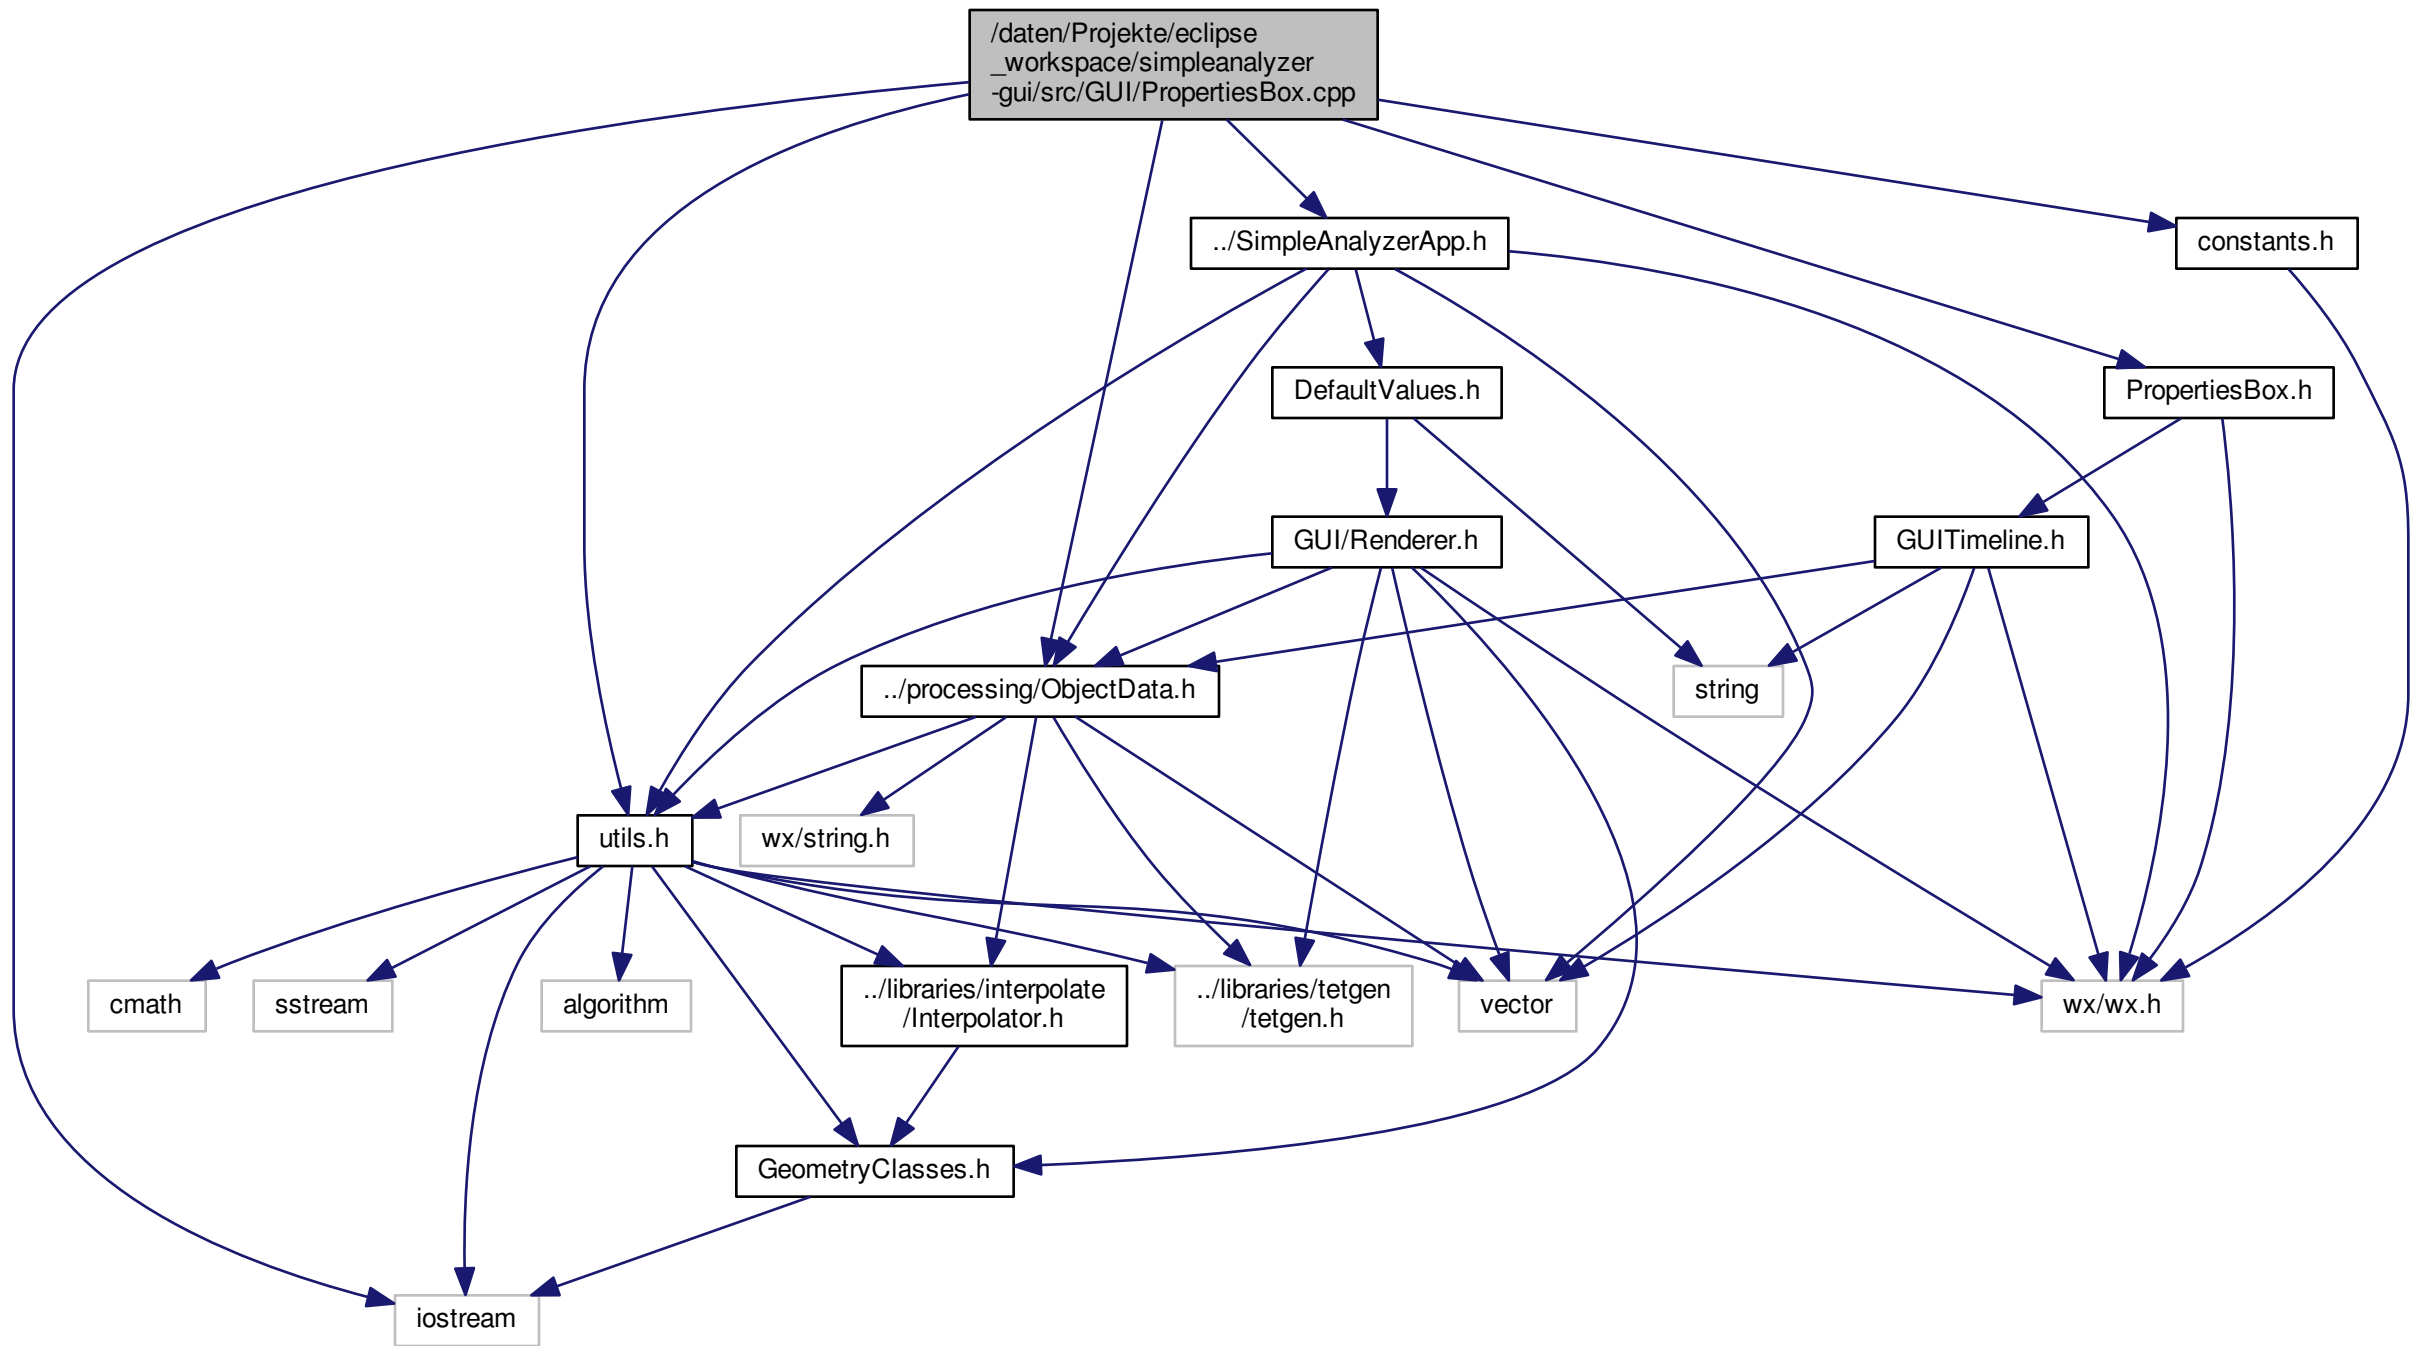 /daten/Projekte/eclipse
_workspace/simpleanalyzer
-gui/src/GUI/PropertiesBox.cpp
../SimpleAnalyzerApp.h
constants.h
DefaultValues.h
PropertiesBox.h
GUI/Renderer.h
GUITimeline.h
../processing/ObjectData.h
string
utils.h
wx/string.h
cmath
sstream
algorithm
../libraries/interpolate
/Interpolator.h
../libraries/tetgen
/tetgen.h
vector
wx/wx.h
GeometryClasses.h
iostream